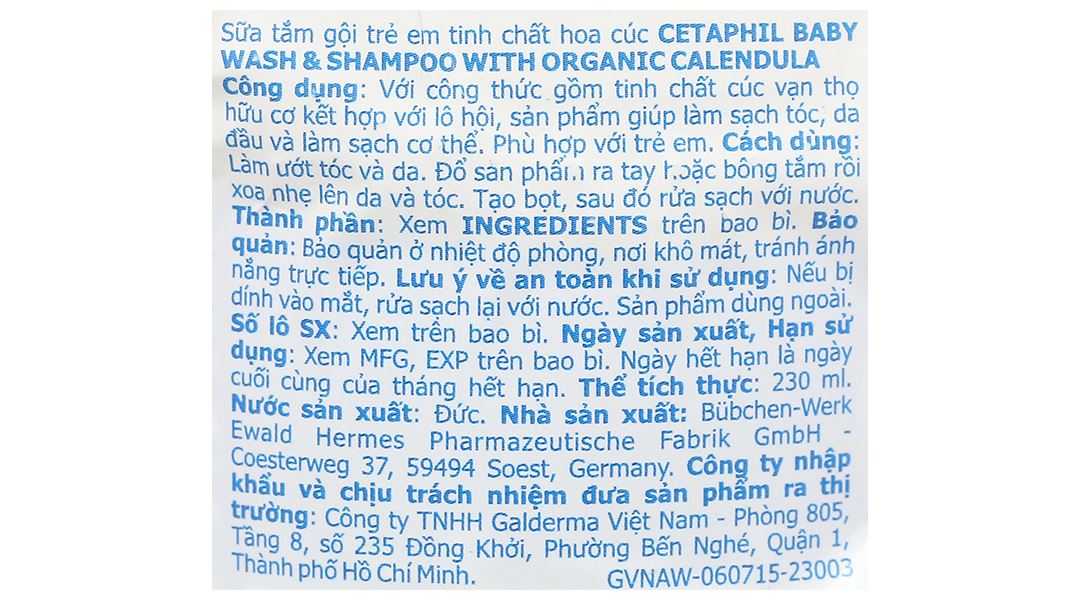 Sữa tắm gội trẻ em tinh chất hoa cúc CETAPHIL BABY
WASH & SHAMPOO WITH ORGANIC CALENDULA
Công dụng: Với công thức gồm tinh chất cúc vạn thọ
hữu cơ kết hợp với lô hội, sản phẩm giúp làm sạch tóc, da
đầu và làm sạch cơ thể. Phù hợp với trẻ em. Cách dùng:
Làm ướt tóc và da. Đổ sản phẩm ra tay hoặc bông tắm rồi
xoa nhẹ lên da và tóc. Tạo bọt, sau đó rửa sạch với nước.
Thành phần: Xem INGREDIENTS trên bao bì. Bảo
quản: Bảo quản ở nhiệt độ phòng, nơi khô mát, tránh ánh
nắng trực tiếp. Lưu ý về an toàn khi sử dụng: Nếu bị
dính vào mắt, rửa sạch lại với nước. Sản phẩm dùng ngoài.
Số lô SX: Xem trên bao bì. Ngày sản xuất, Hạn sử
dụng: Xem MFG, EXP trên bao bì. Ngày hết hạn là ngày
cuối cùng của tháng hết hạn. Thể tích thực: 230 ml.
Nước sản xuất: Đức. Nhà sản xuất: Bübchen-Werk
Ewald Hermes Pharmazeutische Fabrik GmbH -
Coesterweg 37, 59494 Soest, Germany. Công ty nhập
khẩu và chịu trách nhiệm đưa sản phẩm ra thị
trường: Công ty TNHH Galderma Việt Nam - Phòng 805,
Tầng 8, số 235 Đồng Khởi, Phường Bến Nghé, Quận 1,
Thành phố Hồ Chí Minh. GVNAW-060715-23003